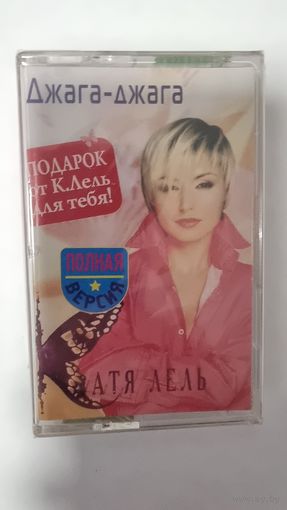 Джага-джага
ПОДАРОК
от К.Лель
для тебя!
ПОЛНАЯ
ВЕРСИЯ
КАТЯ ЛЕЛЬ